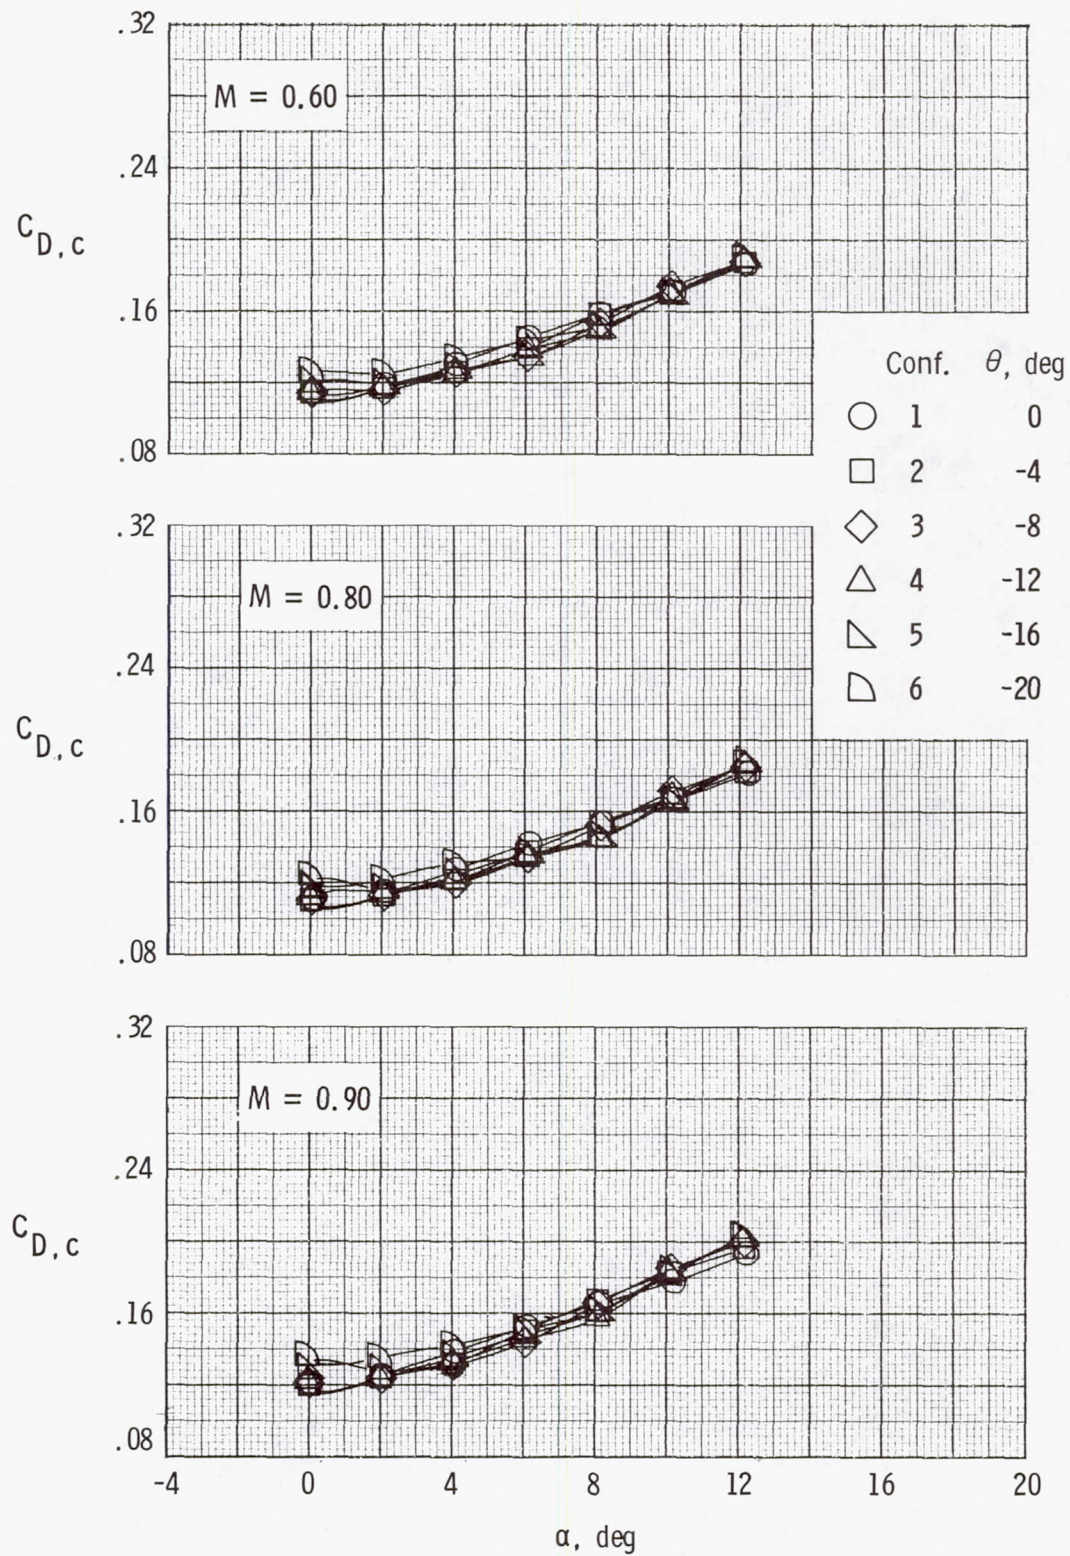 .32
M = 0.60
.24
C_D,c
.16
.08
Conf. θ, deg
1 0
2 -4
3 -8
4 -12
5 -16
6 -20
.32
M = 0.80
.24
C_D,c
.16
.08
.32
M = 0.90
.24
C_D,c
.16
.08
-4 0 4 8 12 16 20
α, deg